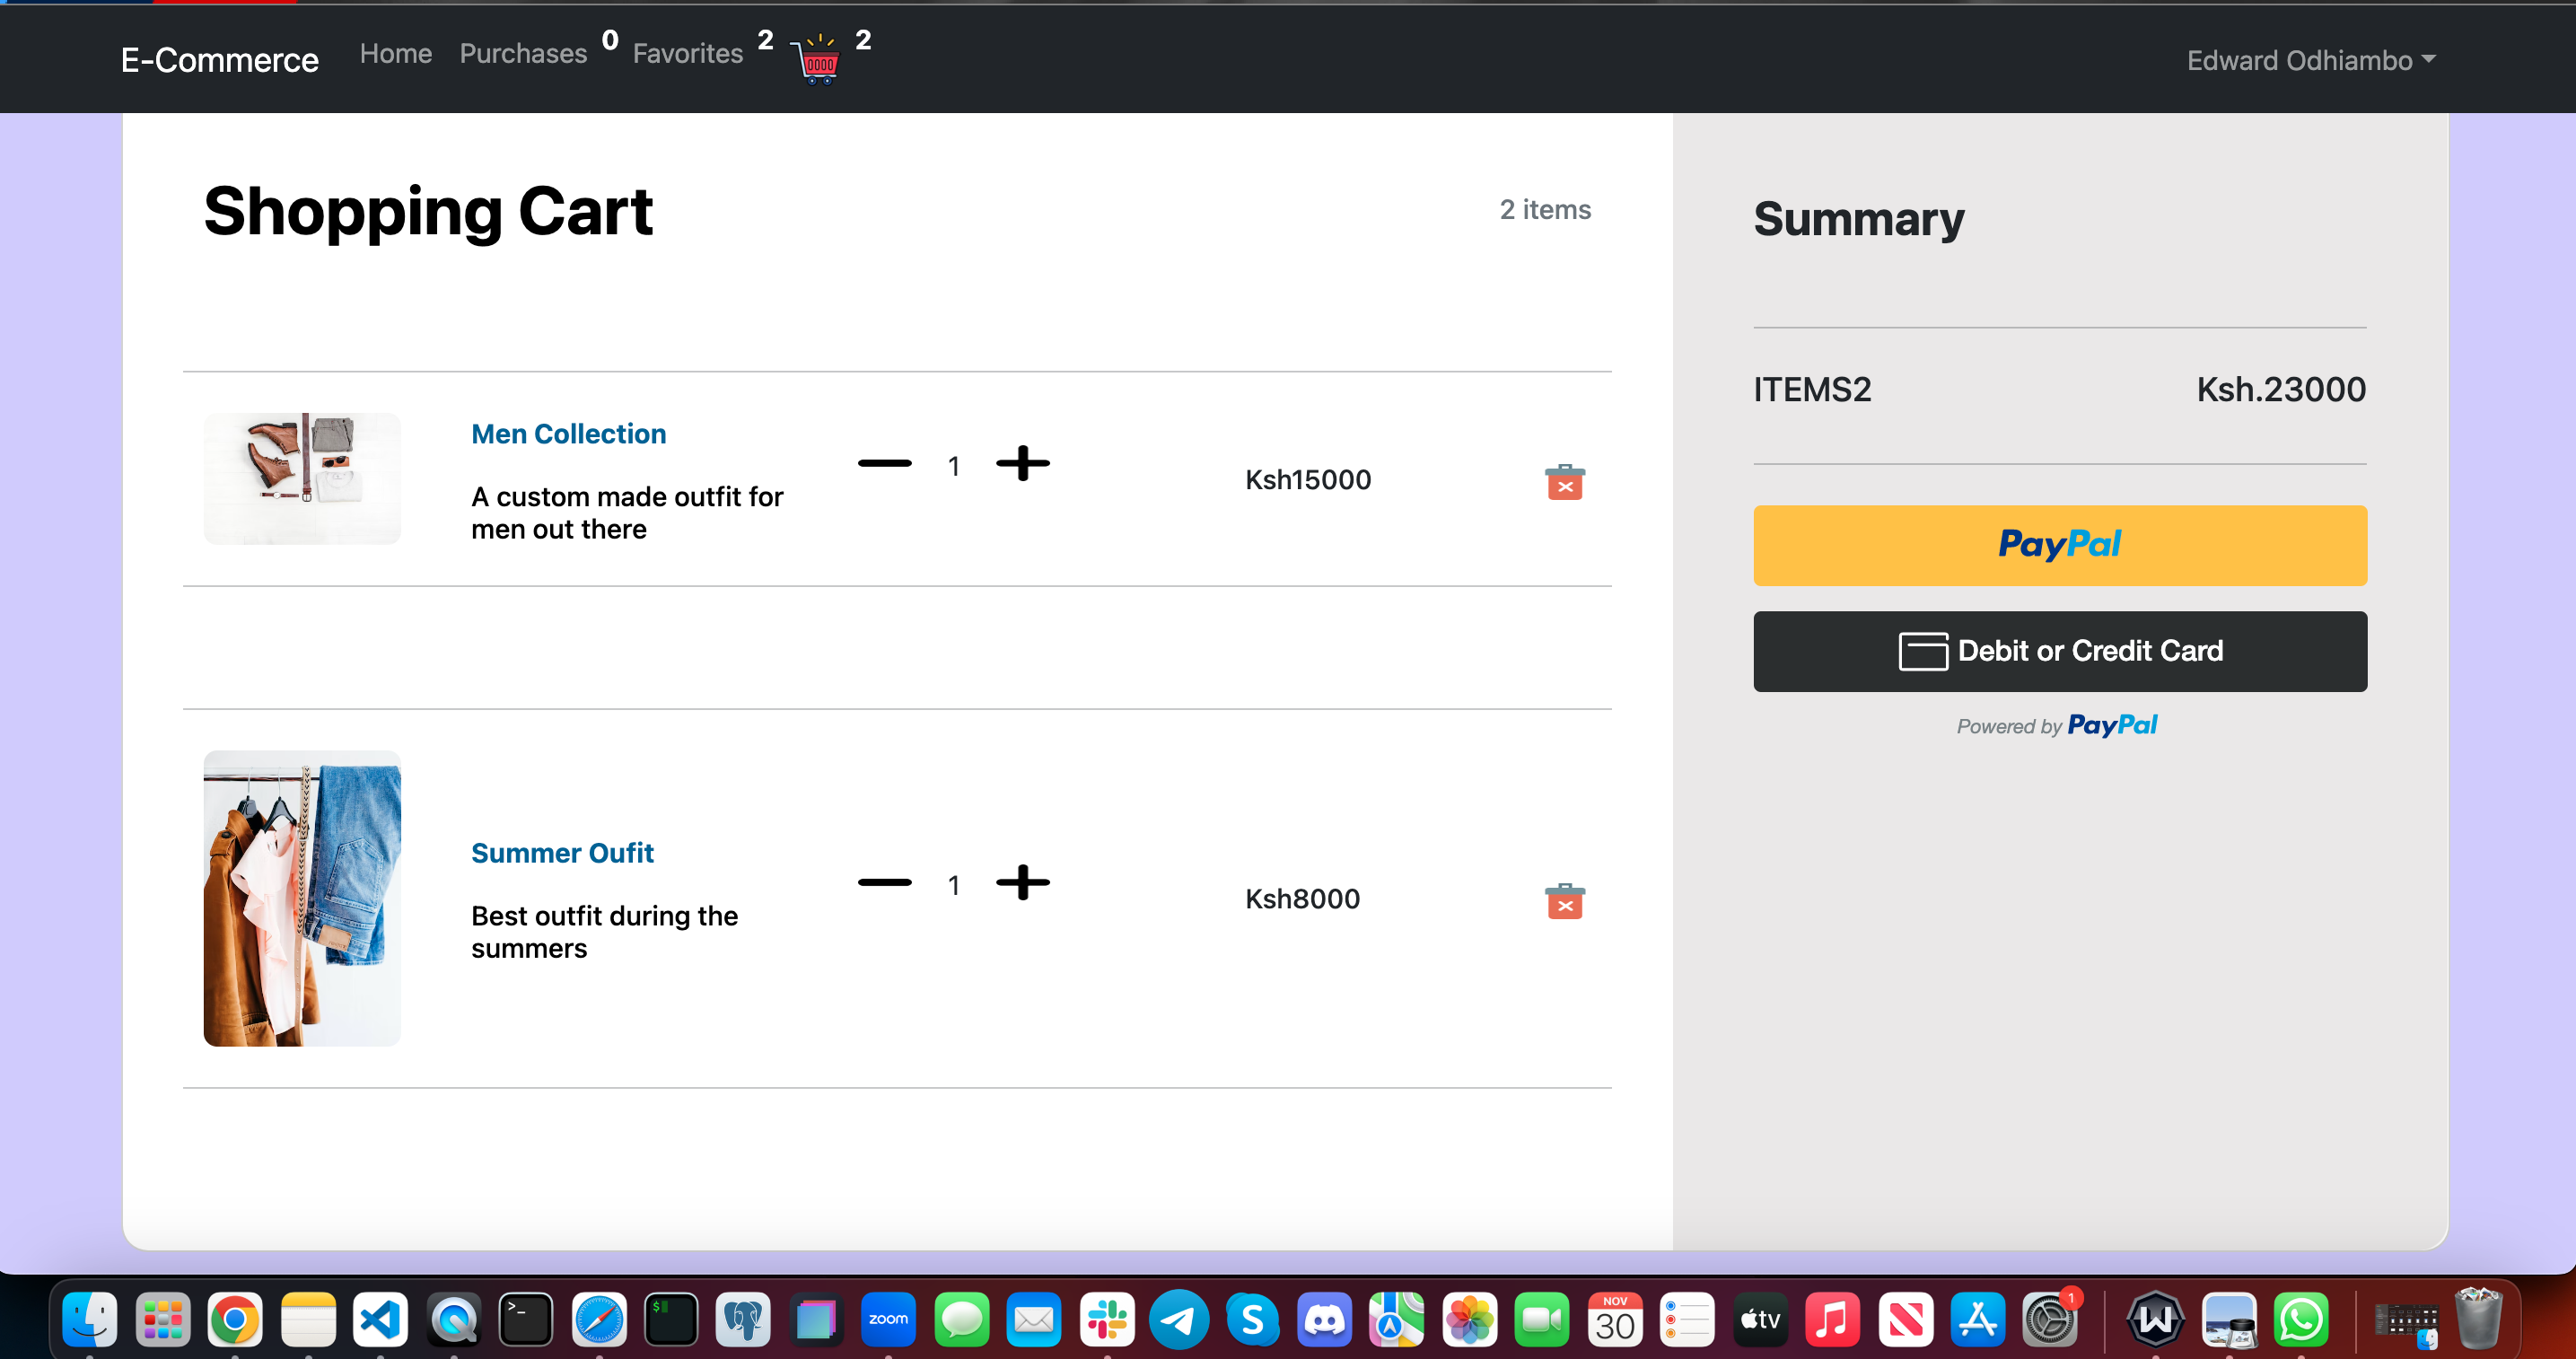 E-Commerce Home Purchases 0 Favorites 2 2 Edward Odhiambo
Shopping Cart
2 items
Men Collection
A custom made outfit for
men out there
1
Ksh15000
Summer Oufit
Best outfit during the
summers
1
Ksh8000
Summary
ITEMS2 Ksh.23000
PayPal
Debit or Credit Card
Powered by PayPal
zoom
NOV
30
tv
1